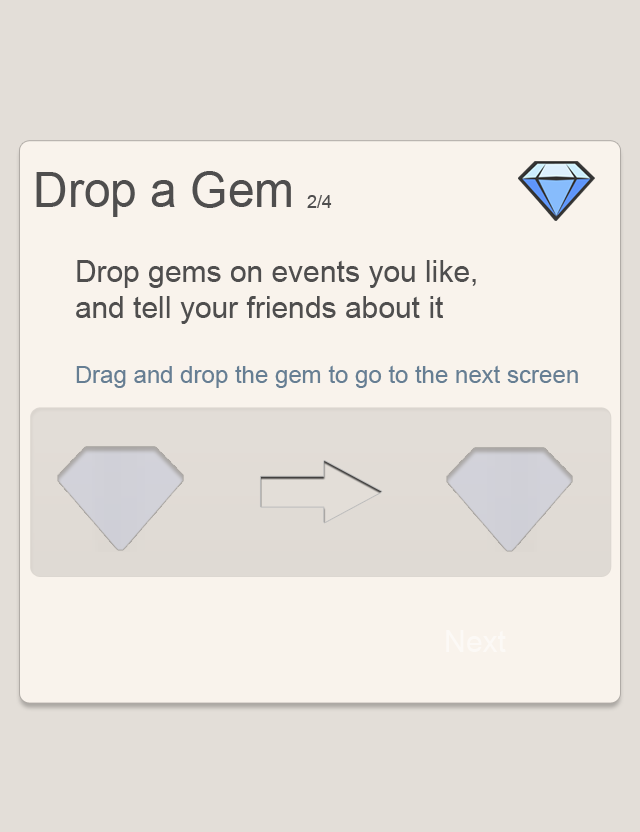 Drop a Gem 2/4
Drop gems on events you like,
and tell your friends about it
Drag and drop the gem to go to the next screen
Next